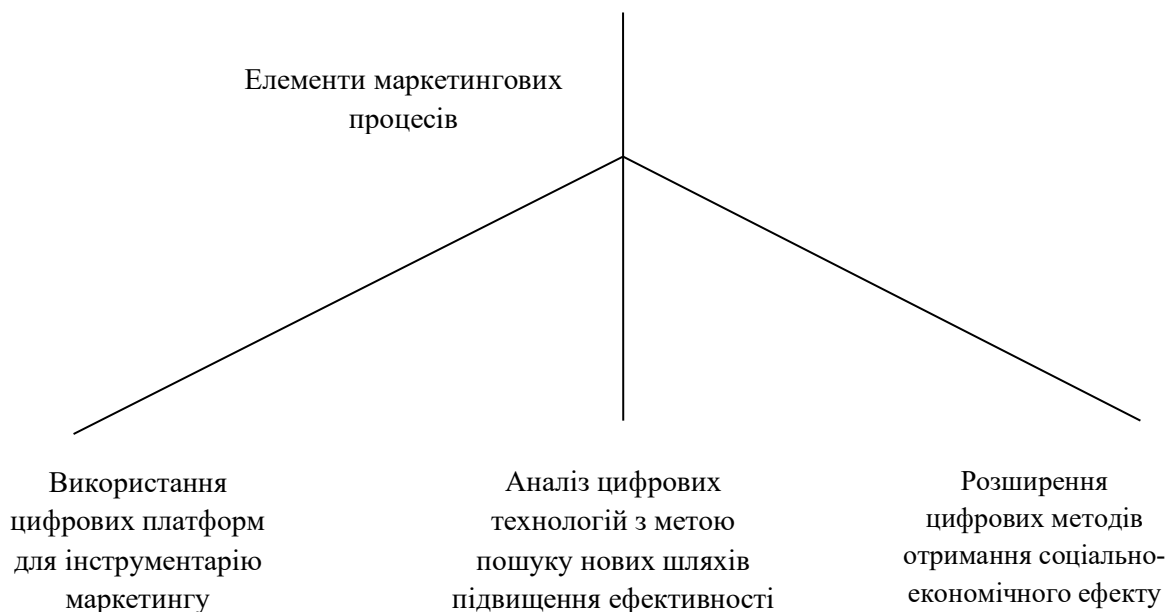 Елементи маркетингових
процесів
Використання
цифрових платформ
для інструментарію
маркетингу
Аналіз цифрових
технологій з метою
пошуку нових шляхів
підвищення ефективності
Розширення
цифрових методів
отримання соціально-
економічного ефекту